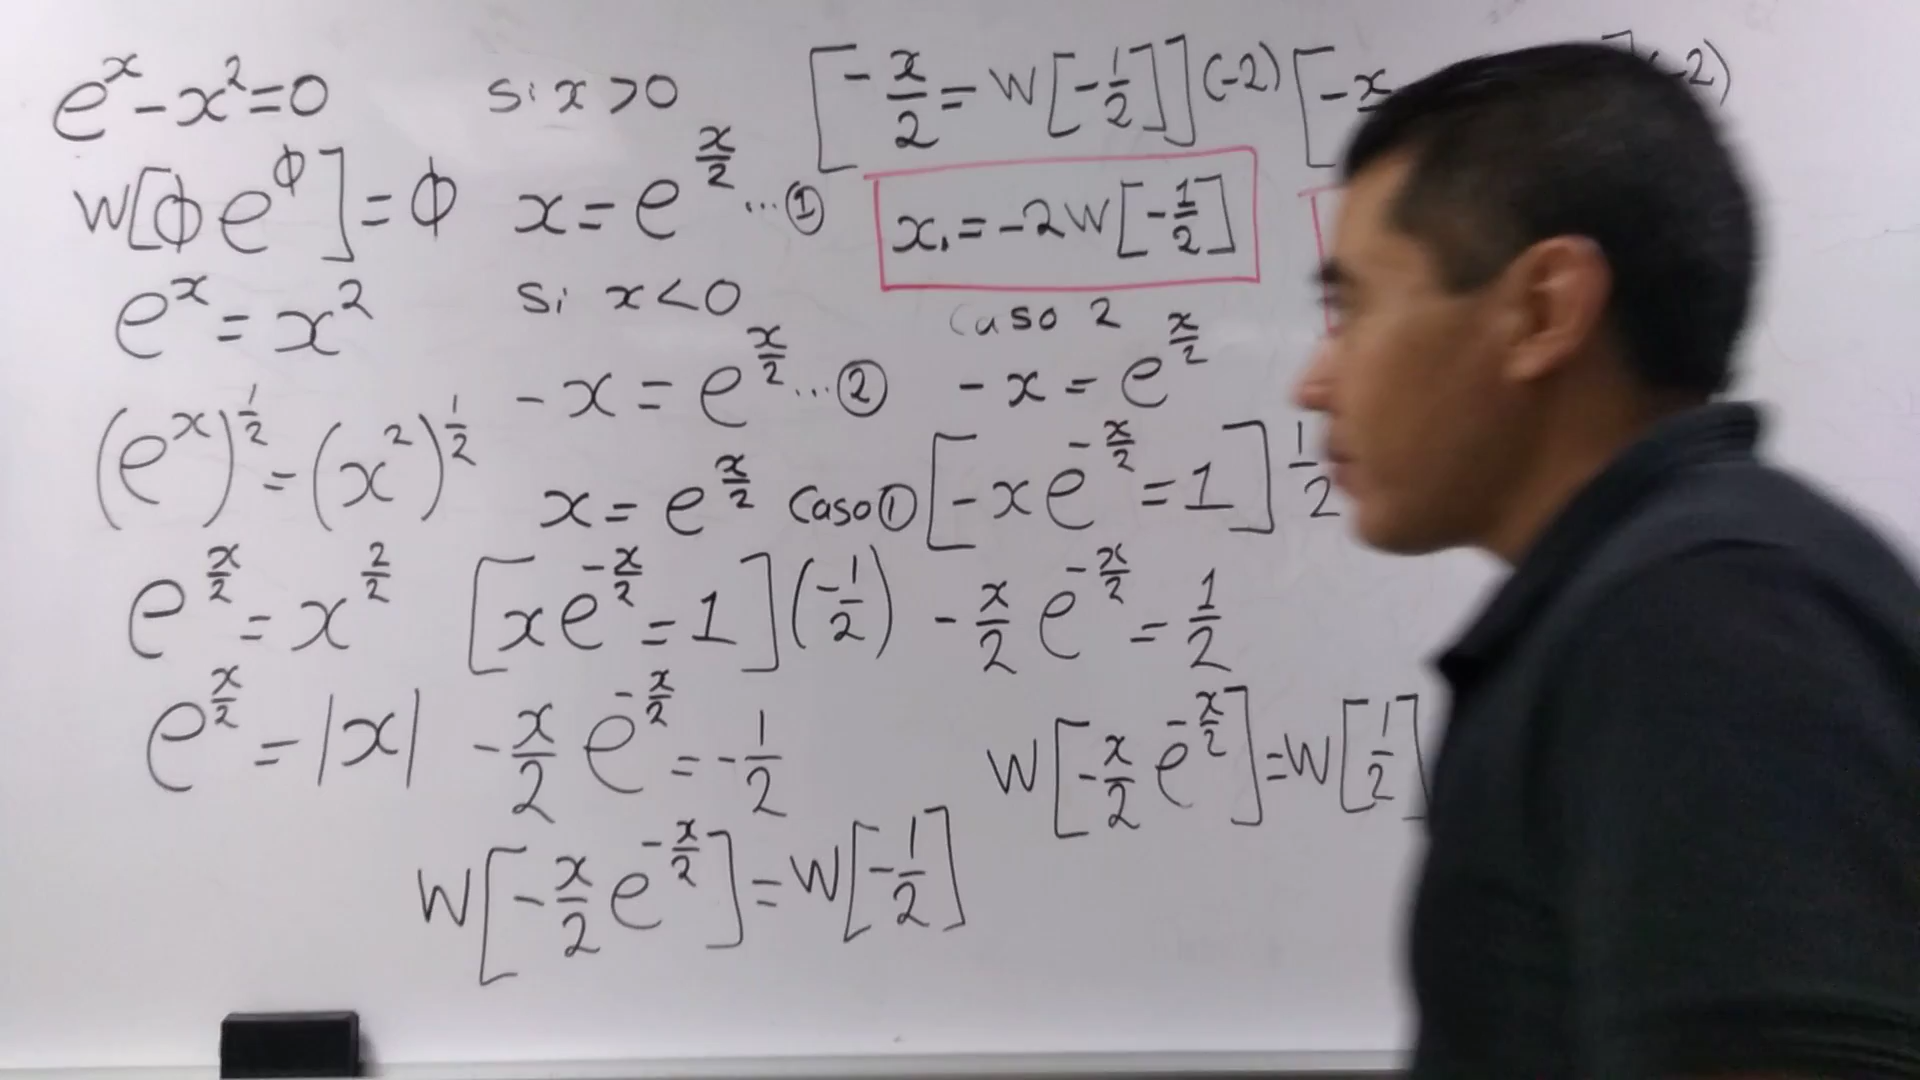 e^x - x^2 = 0
W[ϕe^ϕ] = ϕ
e^x = x^2
(e^x)^{1/2} = (x^2)^{1/2}
e^{x/2} = x^{2/2}
e^{x/2} = |x|
si x > 0
x = e^{x/2} ... ①
si x < 0
-x = e^{x/2} ... ②
x = e^{x/2} Caso ①
[xe^{-x/2} = 1](-1/2)
-x/2 e^{-x/2} = -1/2
W[-x/2 e^{-x/2}] = W[-1/2]
[-x/2 = W[-1/2]](-2)
x₁ = -2W[-1/2]
Caso 2
-x = e^{x/2}
[-xe^{-x/2} = 1] 1/2
-x/2 e^{-x/2} = 1/2
W[-x/2 e^{-x/2}] = W[1/2]
[-x
-2)